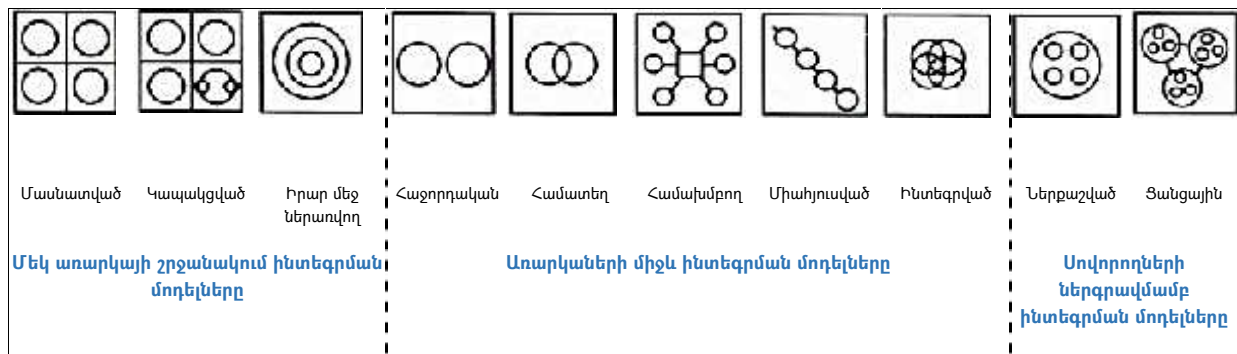 Մասնատված
Կապակցված
Իրար մեջ
ներառվող
Հաջորդական
Համատեղ
Համախմբող
Միահյուսված
Ինտեգրված
Ներքաշված
Ցանցային
Մեկ առարկայի շրջանակում ինտեգրման
մոդելները
Առարկաների միջև ինտեգրման մոդելները
Սովորողների
ներգրավմամբ
ինտեգրման մոդելները